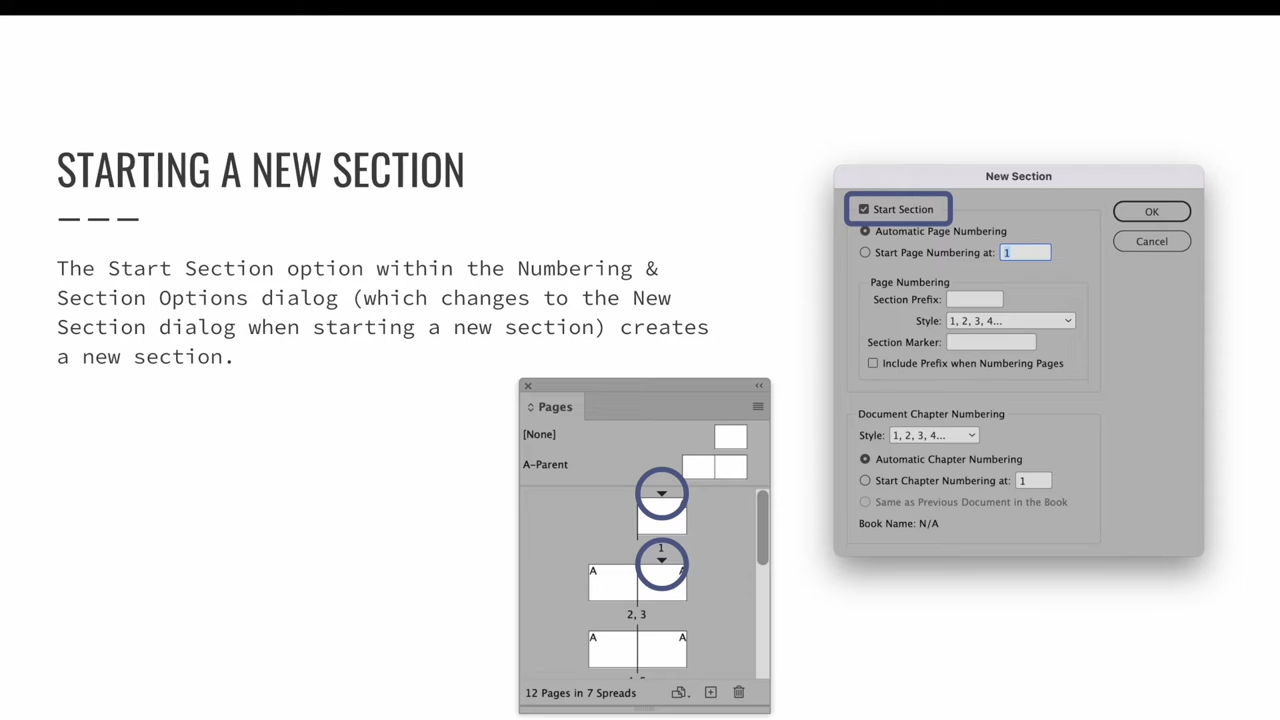 STARTING A NEW SECTION
The Start Section option within the Numbering &
Section Options dialog (which changes to the New
Section dialog when starting a new section) creates
a new section.
Pages
[None]
A-Parent
1
A A
2, 3
A A
12 Pages in 7 Spreads
New Section
Start Section
OK
Automatic Page Numbering
Start Page Numbering at: 1
Cancel
Page Numbering
Section Prefix:
Style: 1, 2, 3, 4...
Section Marker:
Include Prefix when Numbering Pages
Document Chapter Numbering
Style: 1, 2, 3, 4...
Automatic Chapter Numbering
Start Chapter Numbering at: 1
Same as Previous Document in the Book
Book Name: N/A